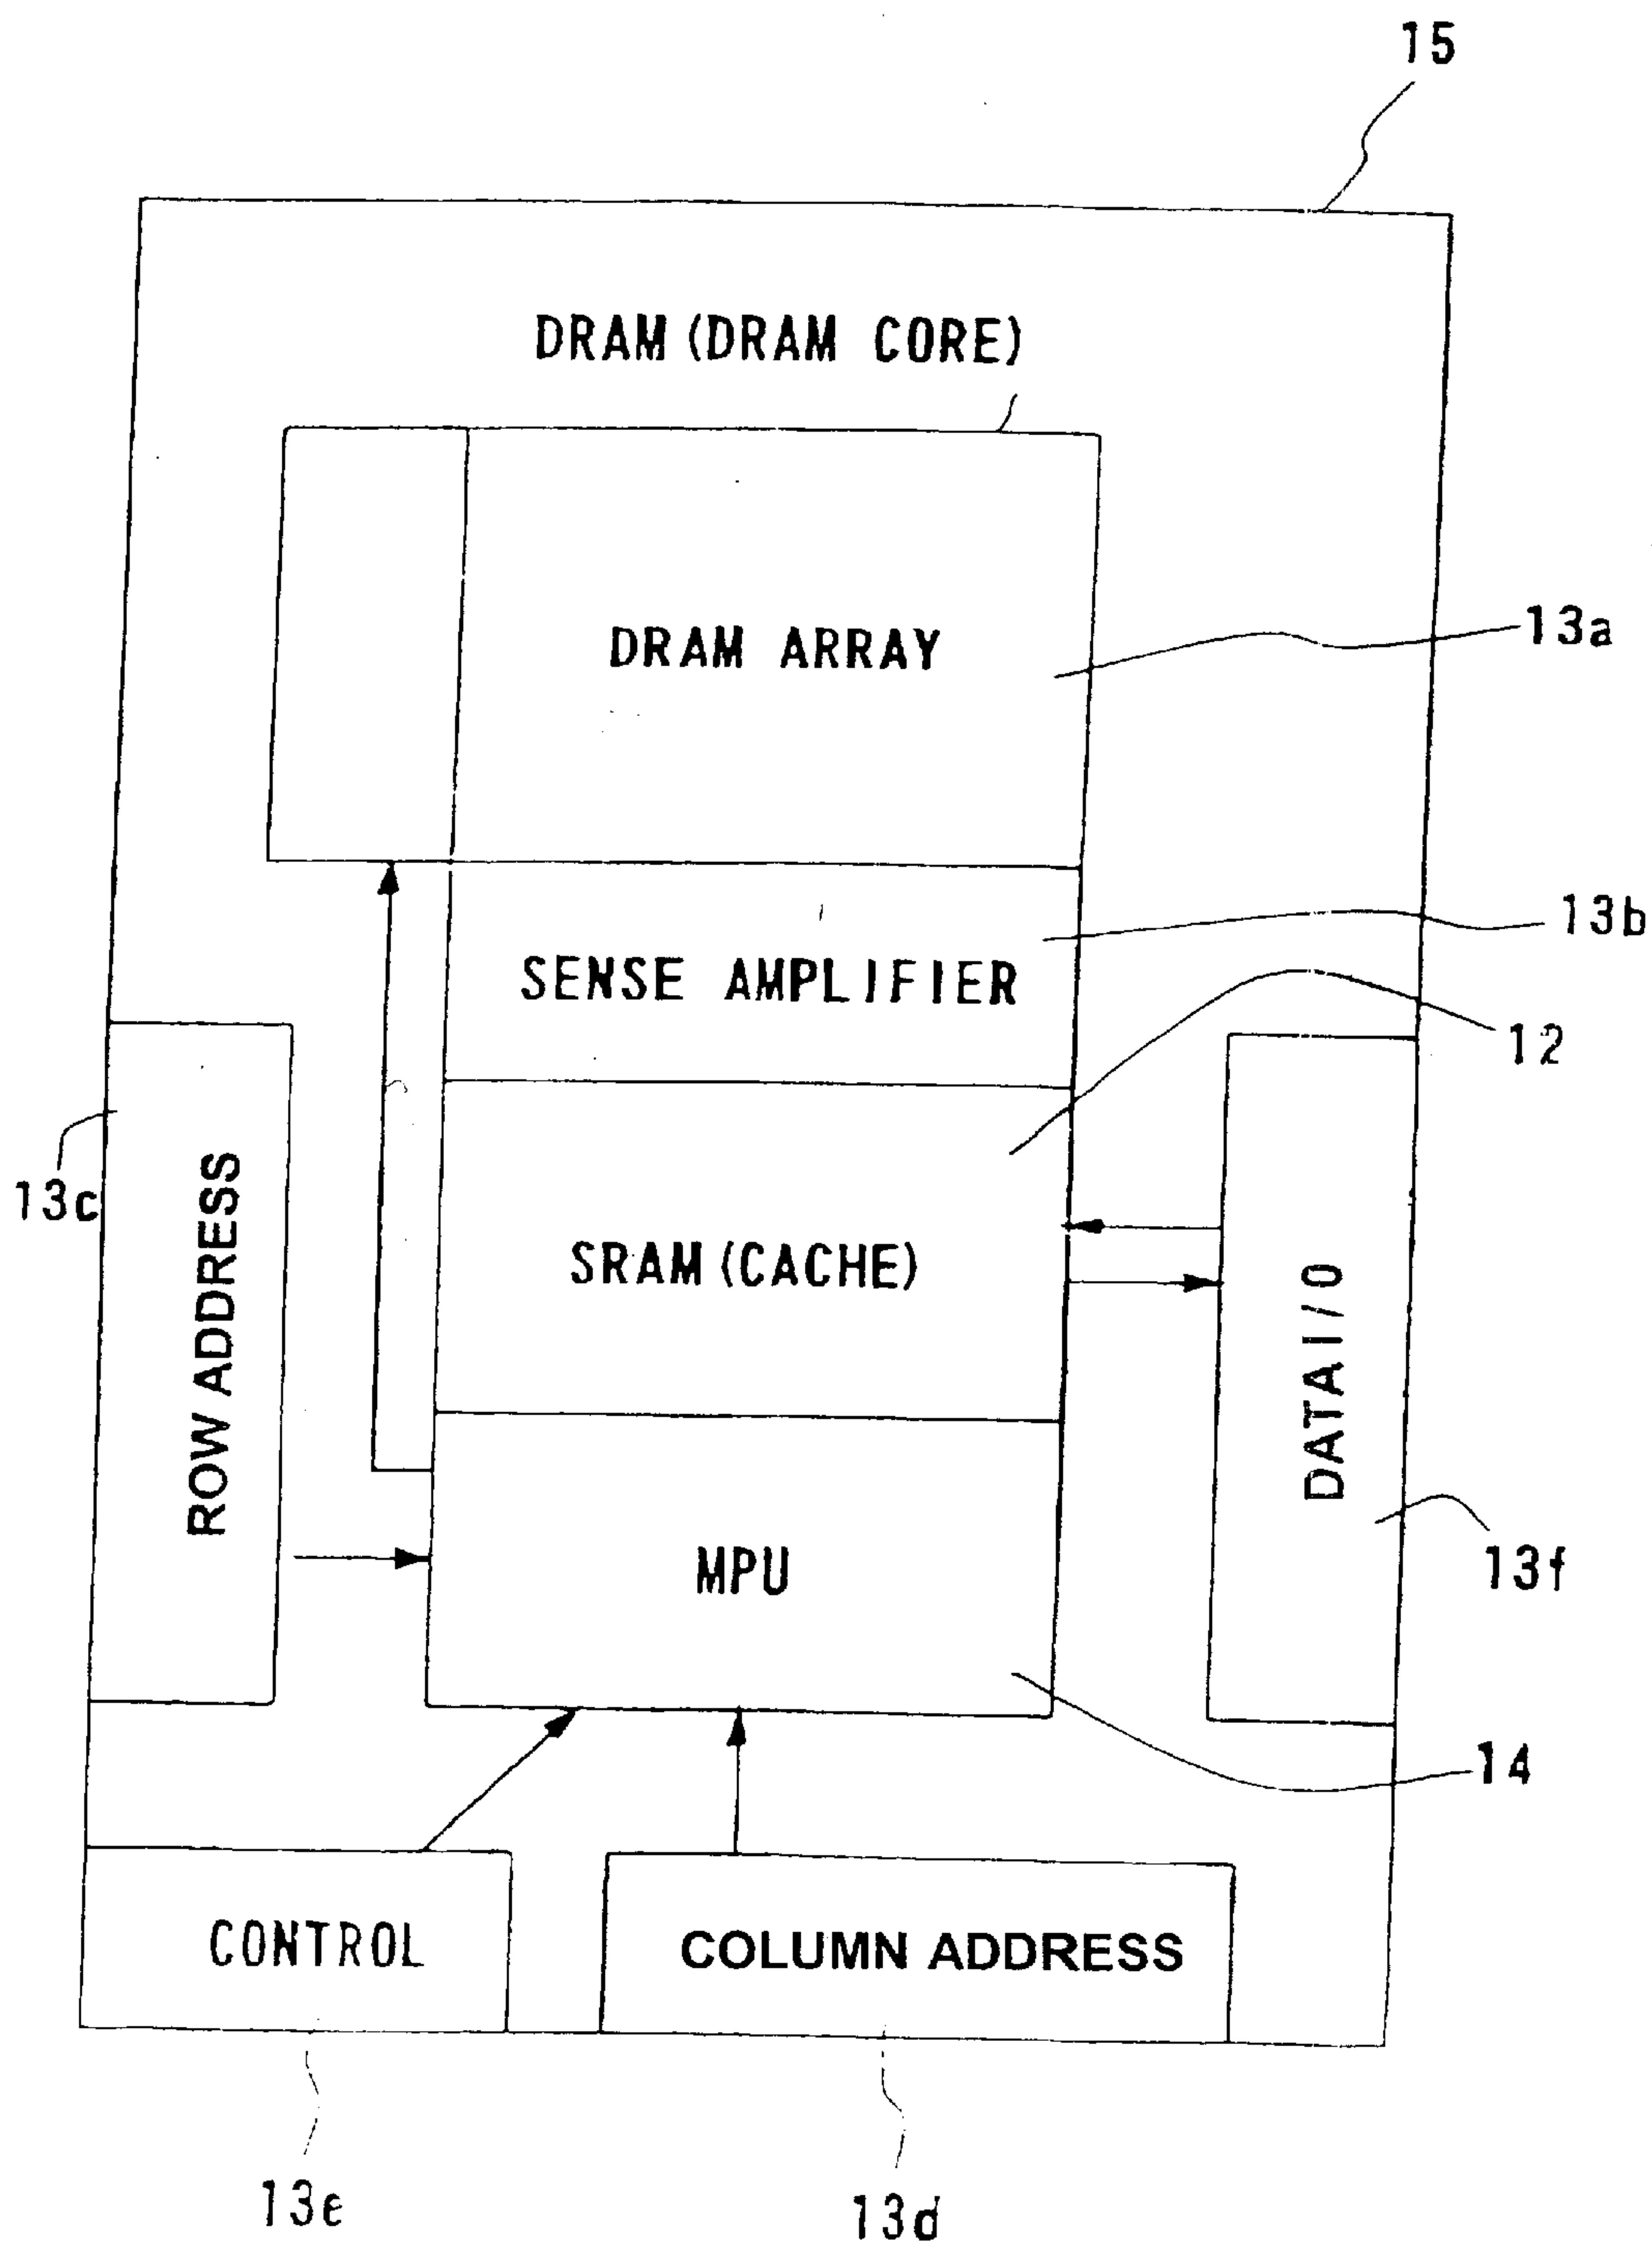 15
DRAM (DRAM CORE)
DRAM ARRAY
13a
13b
SENSE AMPLIFIER
12
13c
ROW ADDRESS
SRAM (CACHE)
DATA I/O
MPU
13f
14
CONTROL
COLUMN ADDRESS
13e
13d